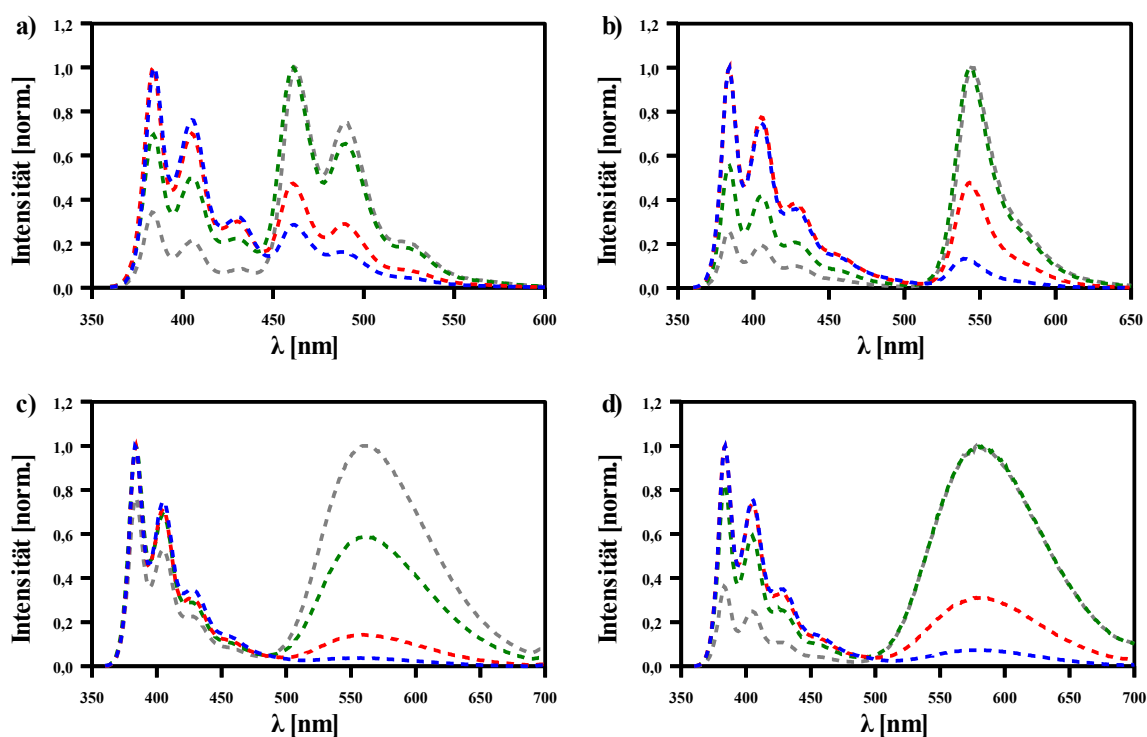 a)
Intensität [norm.]
1,2
1,0
0,8
0,6
0,4
0,2
0,0
350 400 450 500 550 600
λ [nm]
b)
Intensität [norm.]
1,2
1,0
0,8
0,6
0,4
0,2
0,0
350 400 450 500 550 600 650
λ [nm]
c)
Intensität [norm.]
1,2
1,0
0,8
0,6
0,4
0,2
0,0
350 400 450 500 550 600 650 700
λ [nm]
d)
Intensität [norm.]
1,2
1,0
0,8
0,6
0,4
0,2
0,0
350 400 450 500 550 600 650 700
λ [nm]